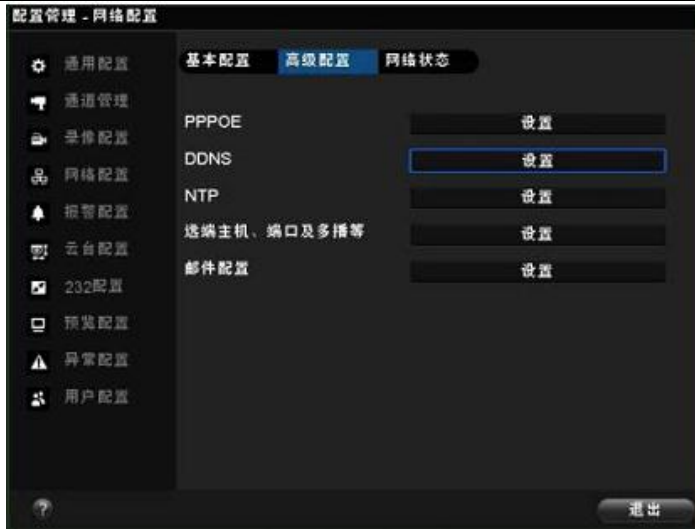 配置管理 - 网络配置
基本配置 高级配置 网络状态
通用配置
通道管理
录像配置
网络配置
报警配置
云台配置
232配置
预览配置
异常配置
用户配置
PPPOE 设置
DDNS 设置
NTP 设置
远端主机、端口及多播等 设置
邮件配置 设置
?
退出